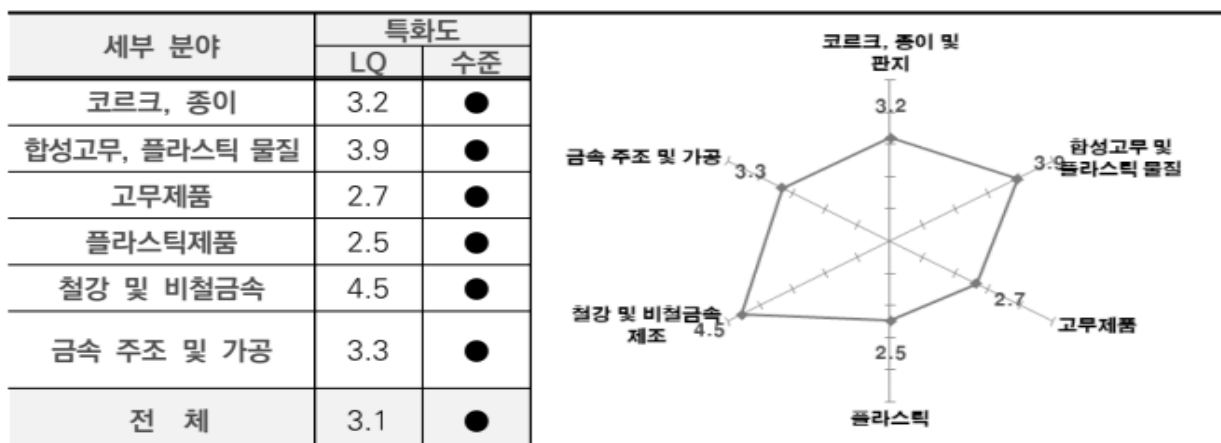 세부 분야 특화도
LQ 수준
코르크, 종이 3.2 ●
합성고무, 플라스틱 물질 3.9 ●
고무제품 2.7 ●
플라스틱제품 2.5 ●
철강 및 비철금속 4.5 ●
금속 주조 및 가공 3.3 ●
전 체 3.1 ●
코르크, 종이 및
판지
3.2
합성고무 및
플라스틱 물질
3.9
고무제품
2.7
플라스틱
2.5
철강 및 비철금속
제조
4.5
금속 주조 및 가공
3.3